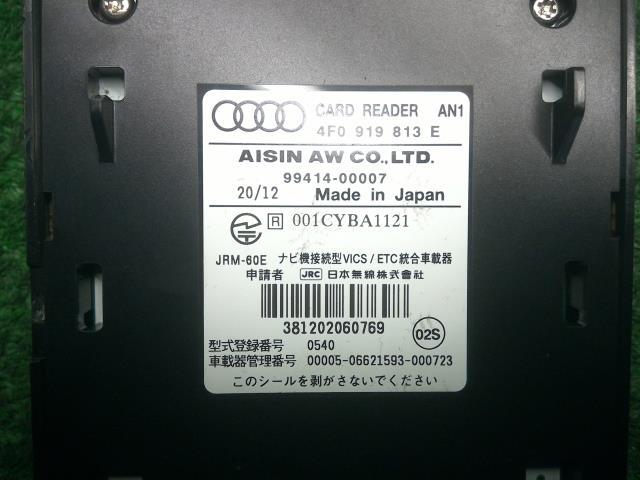 CARD READER AN1
4F0 919 813 E
AISIN AW CO.,LTD.
99414-00007
20/12 Made in Japan
R 001CYBA1121
JRM-60E ナビ機接続型VICS/ETC統合車載器
申請者 JRC 日本無線株式會社
381202060769
02S
型式登録番号 0540
車載器管理番号 00005-06621593-000723
このシールを剥がさないでください